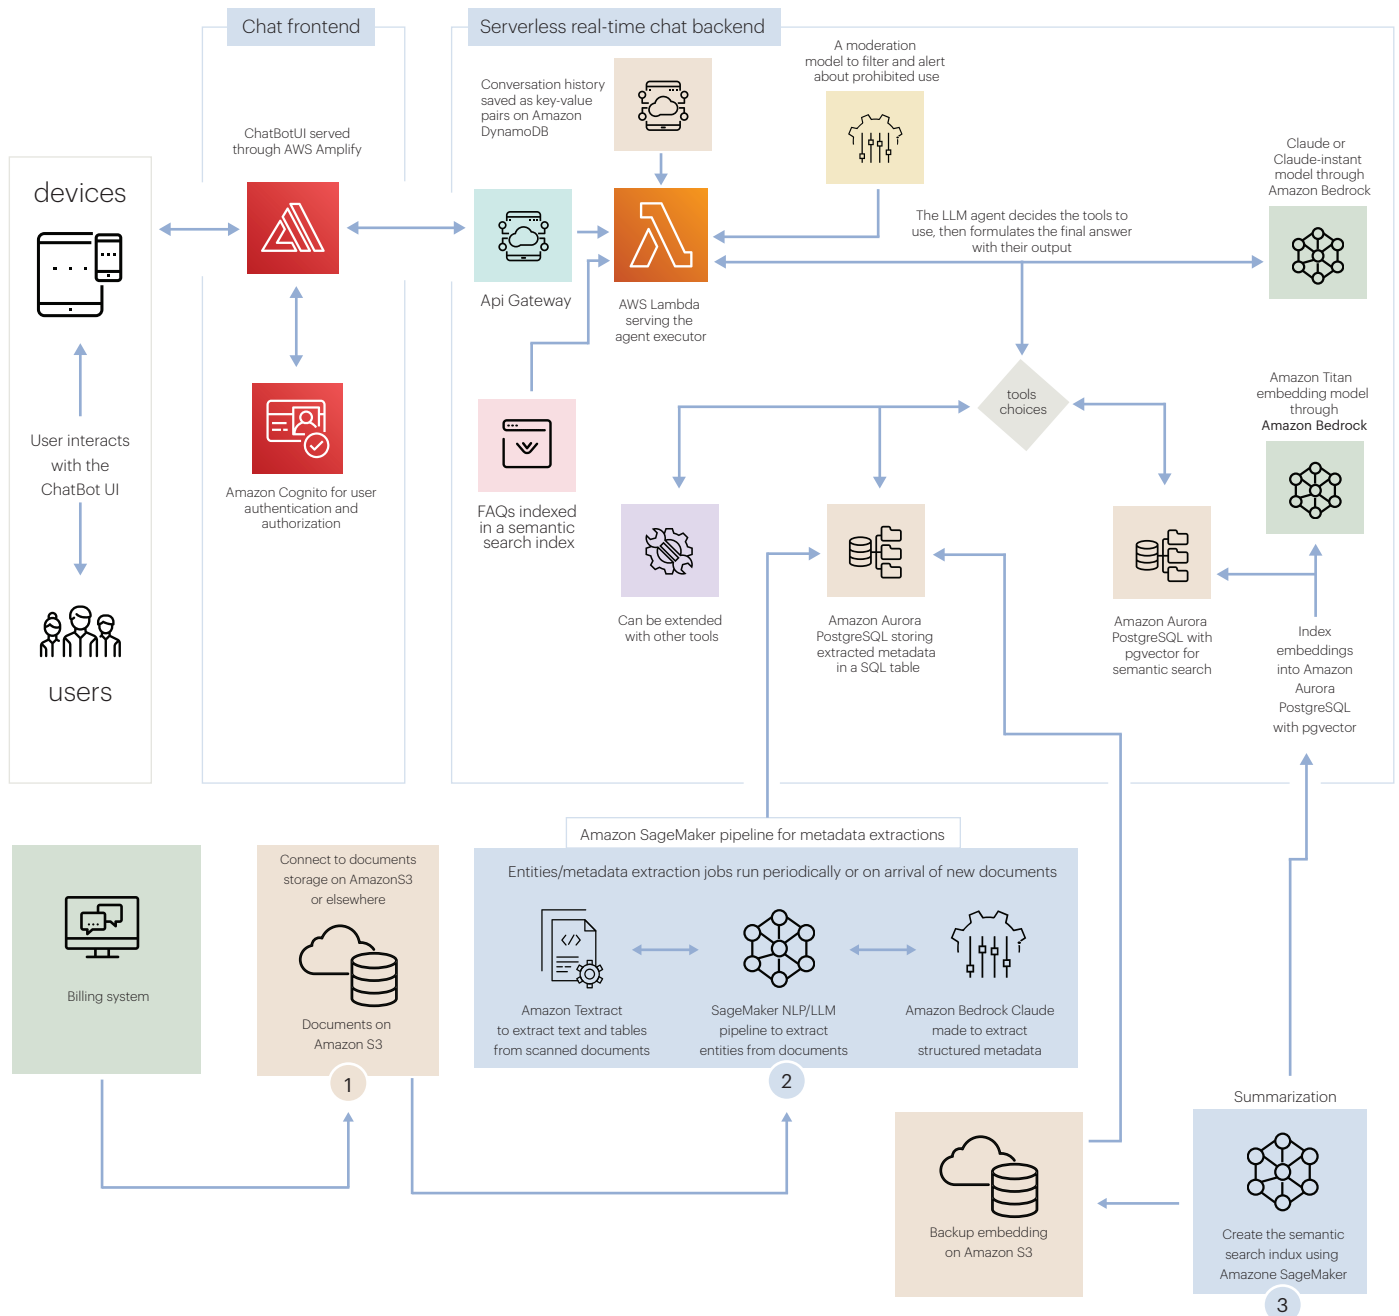 Chat frontend
Serverless real-time chat backend
ChatBotUI served
through AWS Amplify
Conversation history
saved as key-value
pairs on Amazon
DynamoDB
A moderation
model to filter and alert
about prohibited use
Claude or
Claude-instant
model through
Amazon Bedrock
devices
The LLM agent decides the tools to
use, then formulates the final answer
with their output
Api Gateway
AWS Lambda
serving the
agent executor
User interacts
with the
ChatBot UI
users
Amazon Cognito for user
authentication and
authorization
FAQs indexed
in a semantic
search index
tools
choices
Amazon Titan
embedding model
through
Amazon Bedrock
Can be extended
with other tools
Amazon Aurora
PostgreSQL storing
extracted metadata
in a SQL table
Amazon Aurora
PostgreSQL with
pgvector for
semantic search
Index
embeddings
into Amazon
Aurora
PostgreSQL
with pgvector
Billing system
Connect to documents
storage on AmazonS3
or elsewhere
Documents on
Amazon S3
1
Amazon SageMaker pipeline for metadata extractions
Entities/metadata extraction jobs run periodically or on arrival of new documents
Amazon Textract
to extract text and tables
from scanned documents
SageMaker NLP/LLM
pipeline to extract
entities from documents
Amazon Bedrock Claude
made to extract
structured metadata
2
Backup embedding
on Amazon S3
Summarization
Create the semantic
search indux using
Amazone SageMaker
3